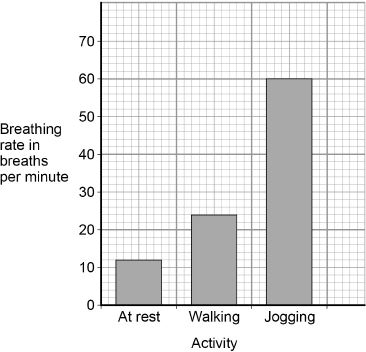 70
60
50
40
30
20
10
0
Breathing
rate in
breaths
per minute
At rest Walking Jogging
Activity